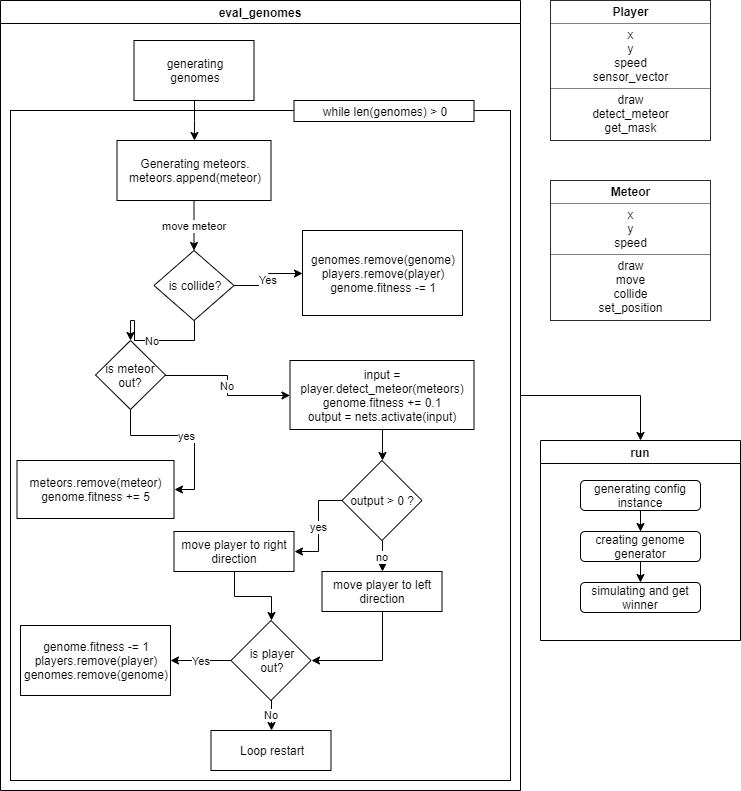 eval_genomes
generating
genomes
while len(genomes) > 0
Generating meteors.
meteors.append(meteor)
move meteor
is collide?
Yes
genomes.remove(genome)
players.remove(player)
genome.fitness -= 1
No
is meteor
out?
No
input =
player.detect_meteor(meteors)
genome.fitness += 0.1
output = nets.activate(input)
yes
meteors.remove(meteor)
genome.fitness += 5
output > 0 ?
yes
no
move player to right
direction
move player to left
direction
is player
out?
Yes
genome.fitness -= 1
players.remove(player)
genomes.remove(genome)
No
Loop restart
Player
x
y
speed
sensor_vector
draw
detect_meteor
get_mask
Meteor
x
y
speed
draw
move
collide
set_position
run
generating config
instance
creating genome
generator
simulating and get
winner